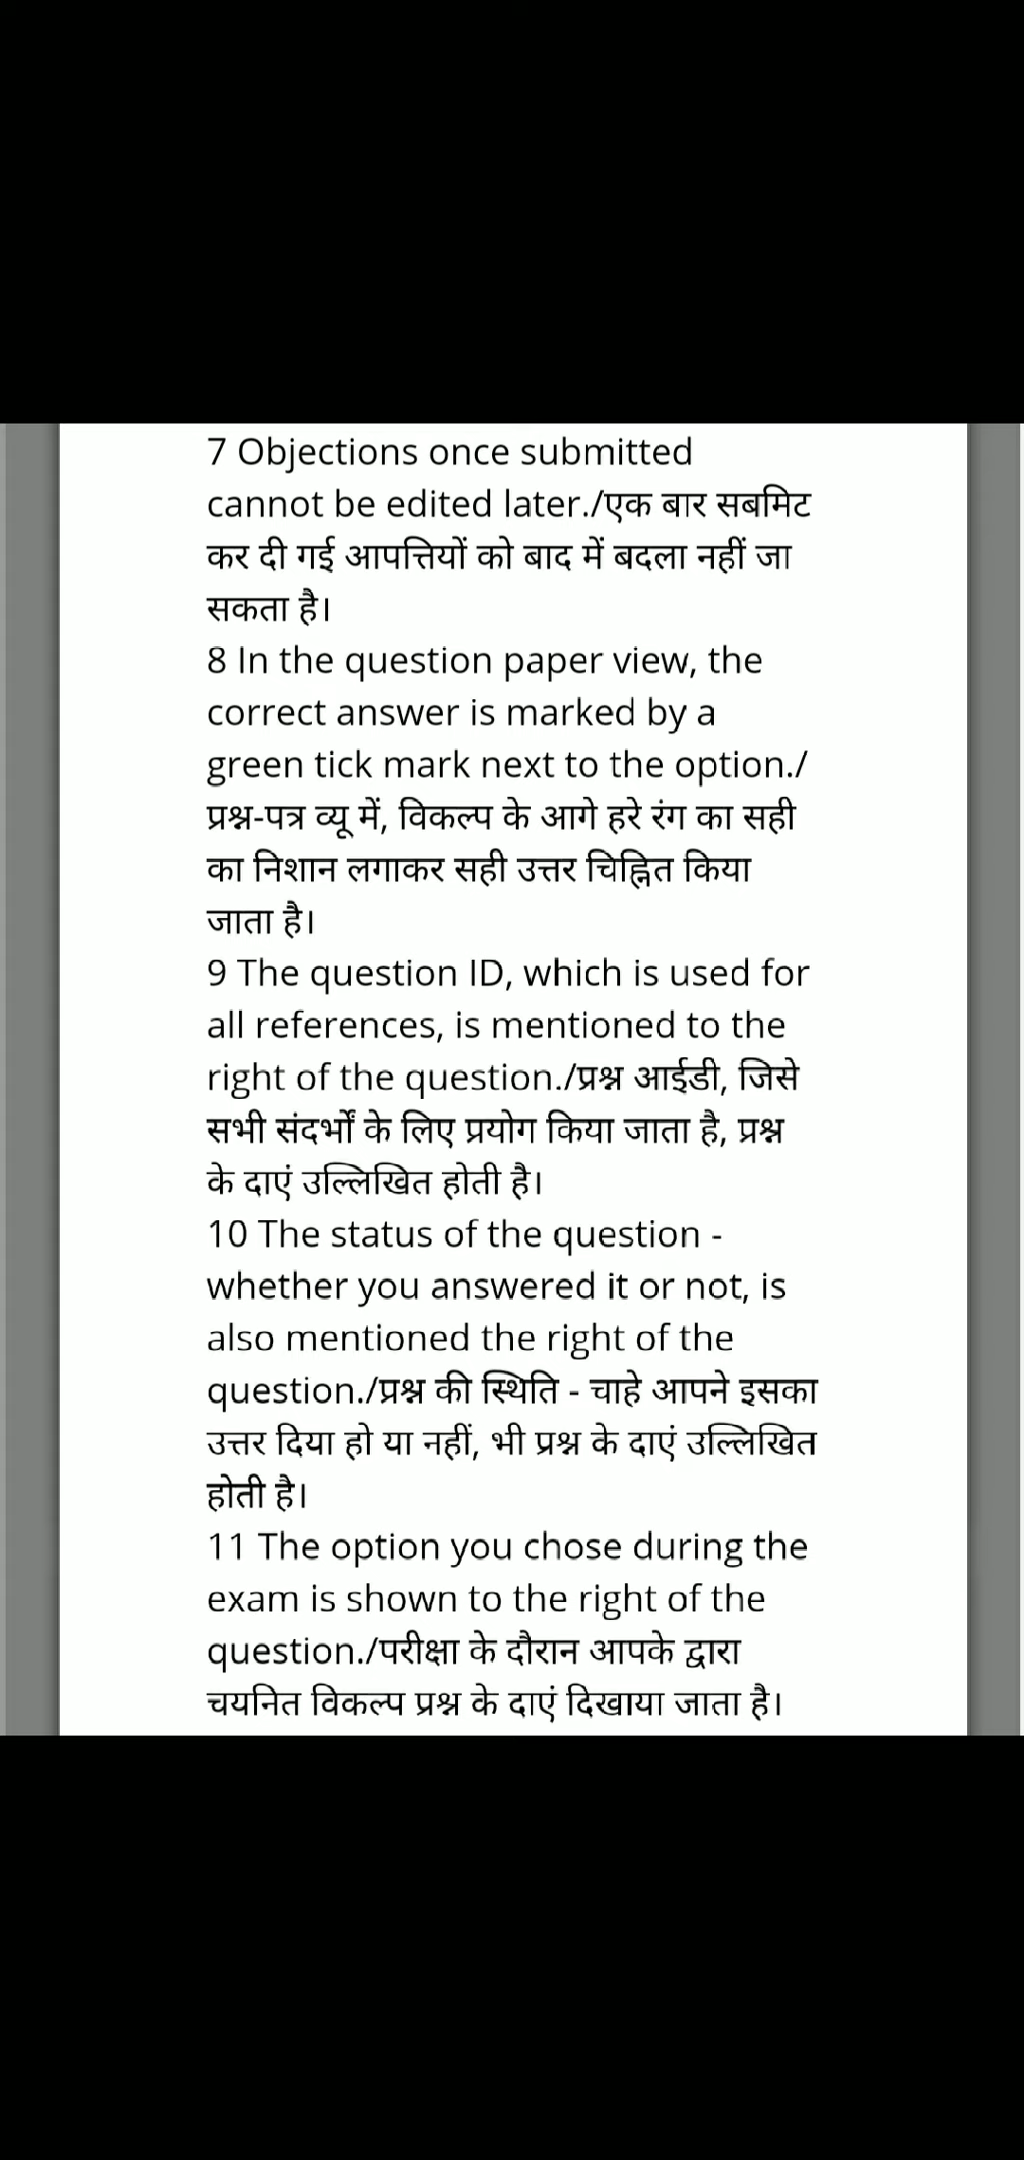 7 Objections once submitted
cannot be edited later./एक बार सबमिट
कर दी गई आपत्तियों को बाद में बदला नहीं जा
सकता है।
8 In the question paper view, the
correct answer is marked by a
green tick mark next to the option./
प्रश्न-पत्र व्यू में, विकल्प के आगे हरे रंग का सही
का निशान लगाकर सही उत्तर चिह्नित किया
जाता है।
9 The question ID, which is used for
all references, is mentioned to the
right of the question./प्रश्न आईडी, जिसे
सभी संदर्भों के लिए प्रयोग किया जाता है, प्रश्न
के दाएं उल्लिखित होती है।
10 The status of the question -
whether you answered it or not, is
also mentioned the right of the
question./प्रश्न की स्थिति - चाहे आपने इसका
उत्तर दिया हो या नहीं, भी प्रश्न के दाएं उल्लिखित
होती है।
11 The option you chose during the
exam is shown to the right of the
question./परीक्षा के दौरान आपके द्वारा
चयनित विकल्प प्रश्न के दाएं दिखाया जाता है।